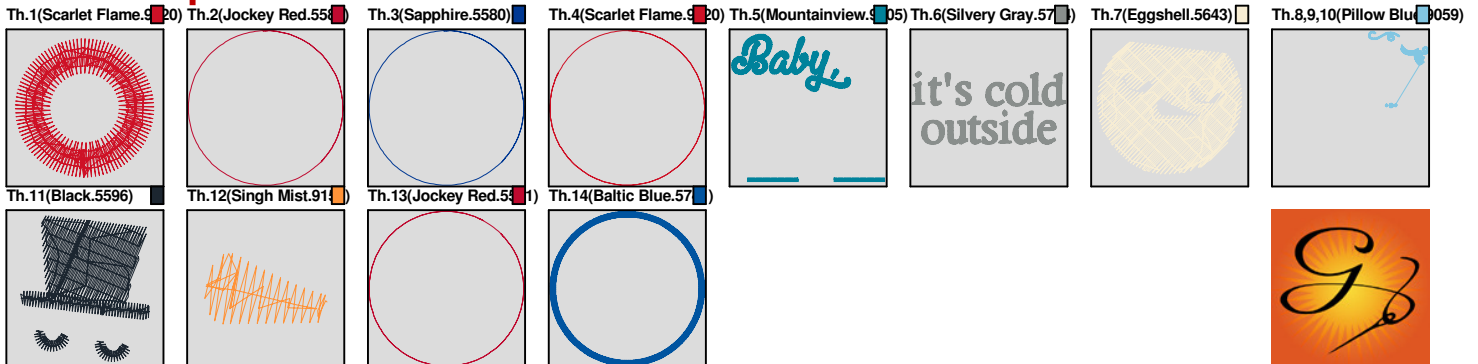 Th.1(Scarlet Flame.9 20)
Th.2(Jockey Red.558 )
Th.3(Sapphire.5580)
Th.4(Scarlet Flame.9 20)
Th.5(Mountainview.9 05)
Th.6(Silvery Gray.57 4)
Th.7(Eggshell.5643)
Th.8,9,10(Pillow Blue 9059)
Baby,
it's cold
outside
Th.11(Black.5596)
Th.12(Singh Mist.915 )
Th.13(Jockey Red.55 1)
Th.14(Baltic Blue.57 )
G